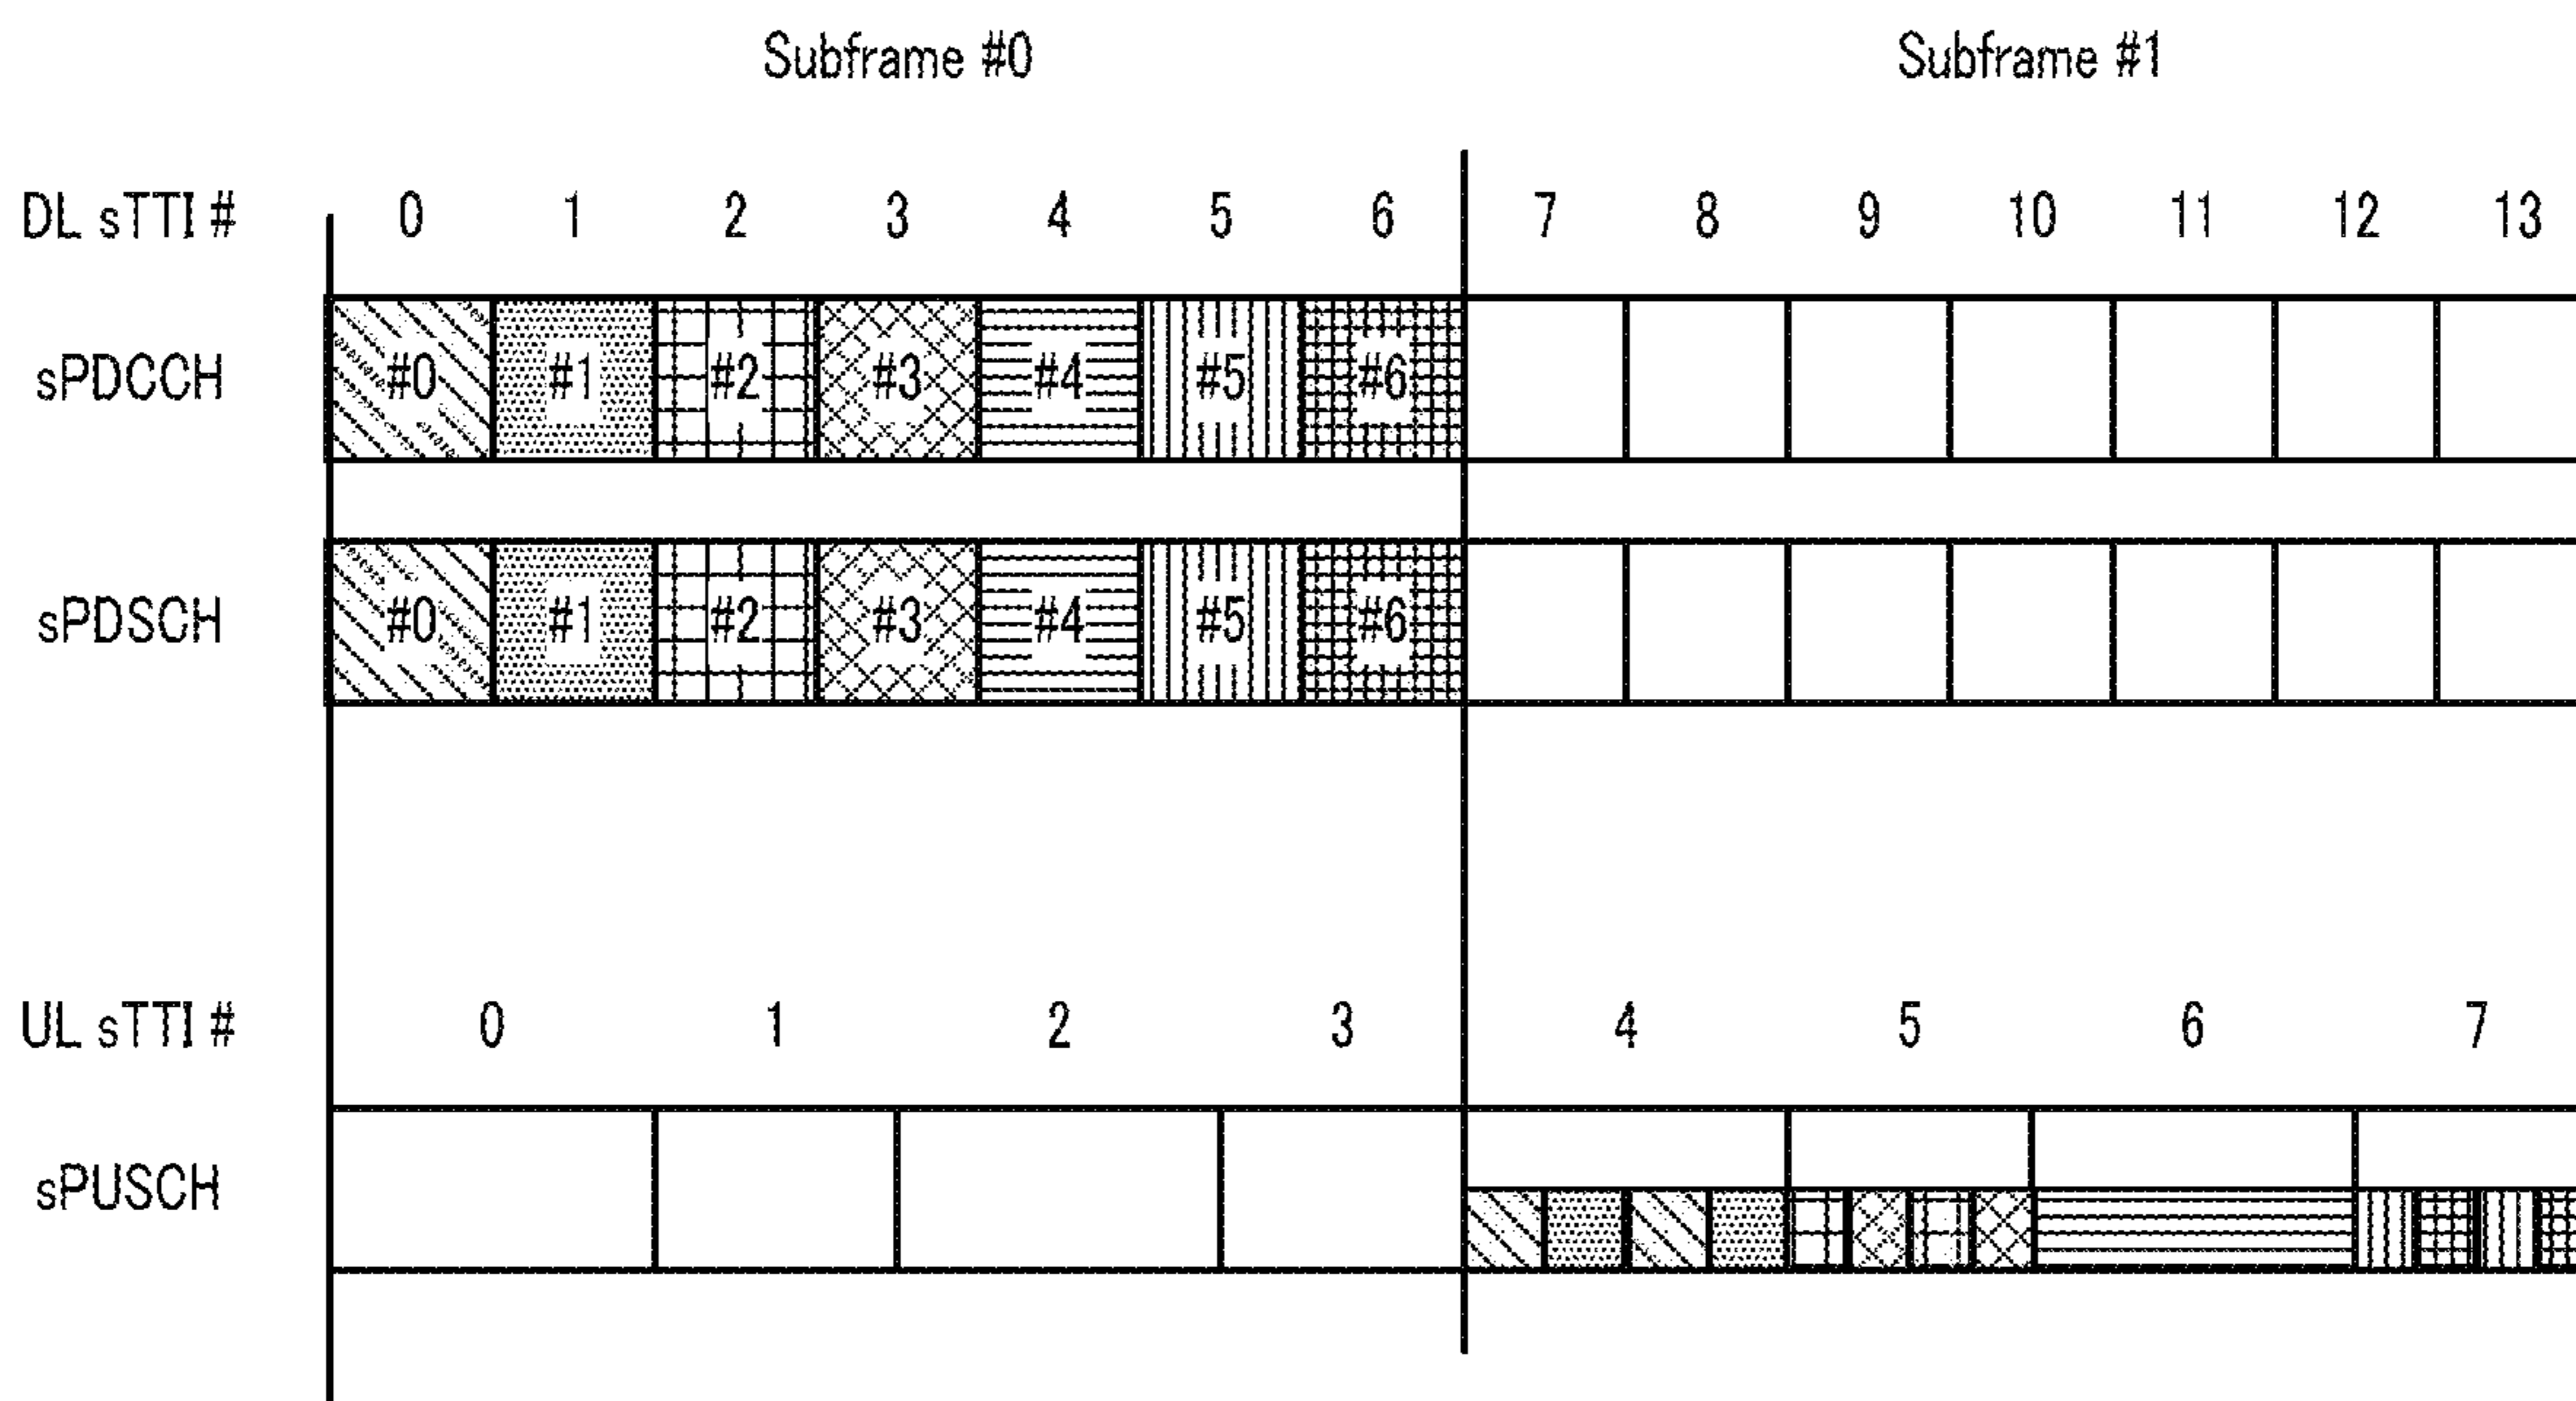 Subframe #0 Subframe #1
DL sTTI # 0 1 2 3 4 5 6 7 8 9 10 11 12 13
sPDCCH #0 #1 #2 #3 #4 #5 #6
sPDSCH #0 #1 #2 #3 #4 #5 #6
UL sTTI # 0 1 2 3 4 5 6 7
sPUSCH